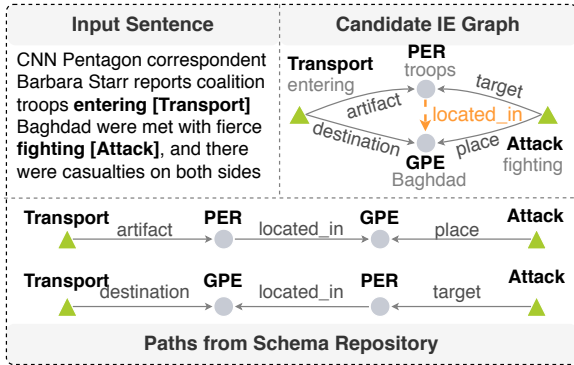 Input Sentence
CNN Pentagon correspondent
Barbara Starr reports coalition
troops entering [Transport]
Baghdad were met with fierce
fighting [Attack], and there
were casualties on both sides
Candidate IE Graph
PER
troops
Transport
entering
artifact
target
located_in
destination
place
GPE
Baghdad
Attack
fighting
Transport PER GPE Attack
artifact located_in place
Transport GPE PER Attack
destination located_in target
Paths from Schema Repository